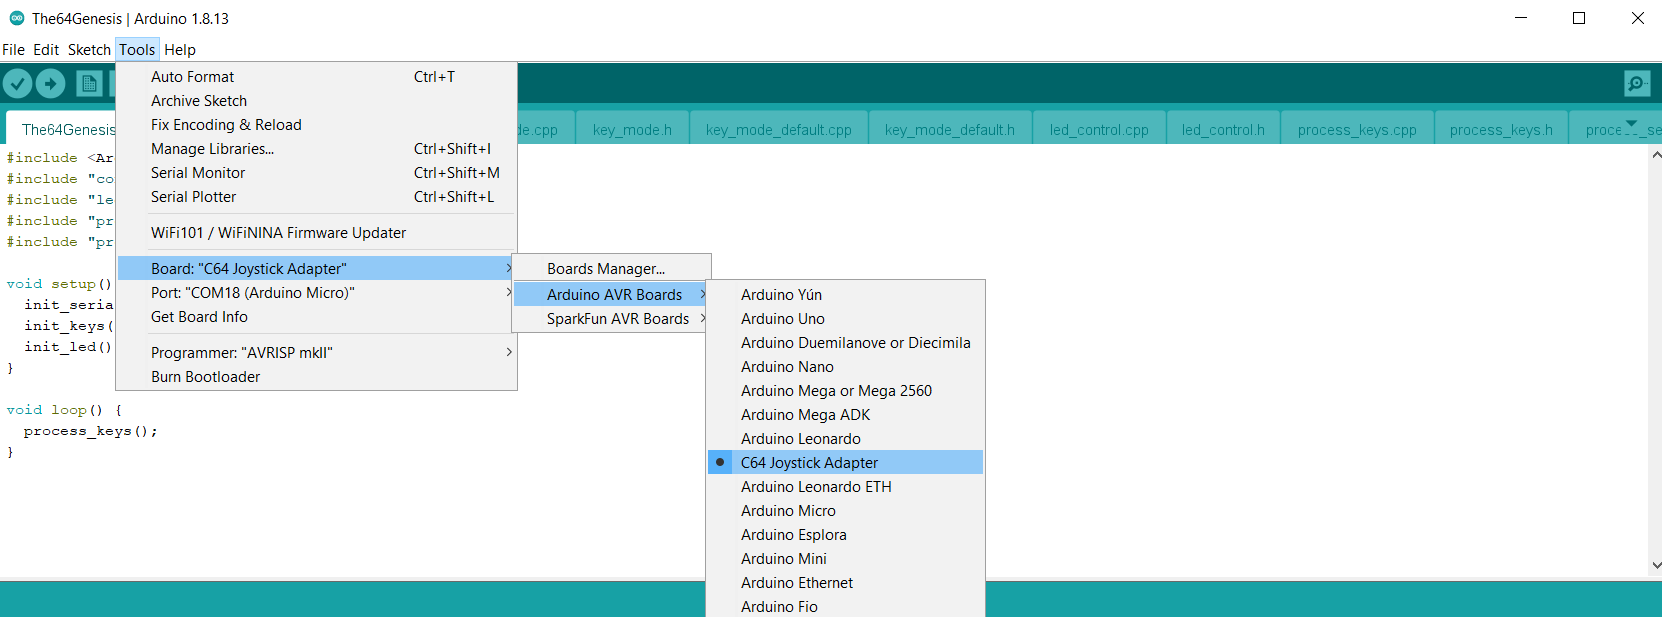 The64Genesis | Arduino 1.8.13
File Edit Sketch Tools Help
Auto Format Ctrl+T
Archive Sketch
Fix Encoding & Reload
Manage Libraries... Ctrl+Shift+I
Serial Monitor Ctrl+Shift+M
Serial Plotter Ctrl+Shift+L
WiFi101 / WiFiNINA Firmware Updater
Board: "C64 Joystick Adapter"
Port: "COM18 (Arduino Micro)"
Get Board Info
Programmer: "AVRISP mkII"
Burn Bootloader
Boards Manager...
Arduino AVR Boards
SparkFun AVR Boards
Arduino Yún
Arduino Uno
Arduino Duemilanove or Diecimila
Arduino Nano
Arduino Mega or Mega 2560
Arduino Mega ADK
Arduino Leonardo
C64 Joystick Adapter
Arduino Leonardo ETH
Arduino Micro
Arduino Esplora
Arduino Mini
Arduino Ethernet
Arduino Fio
The64Genesis de.cpp key_mode.h key_mode_default.cpp key_mode_default.h led_control.cpp led_control.h process_keys.cpp process_keys.h
#include <Ar
#include "co
#include "le
#include "pr
#include "pr
void setup()
init_seria
init_keys(
init_led()
}
void loop() {
process_keys();
}